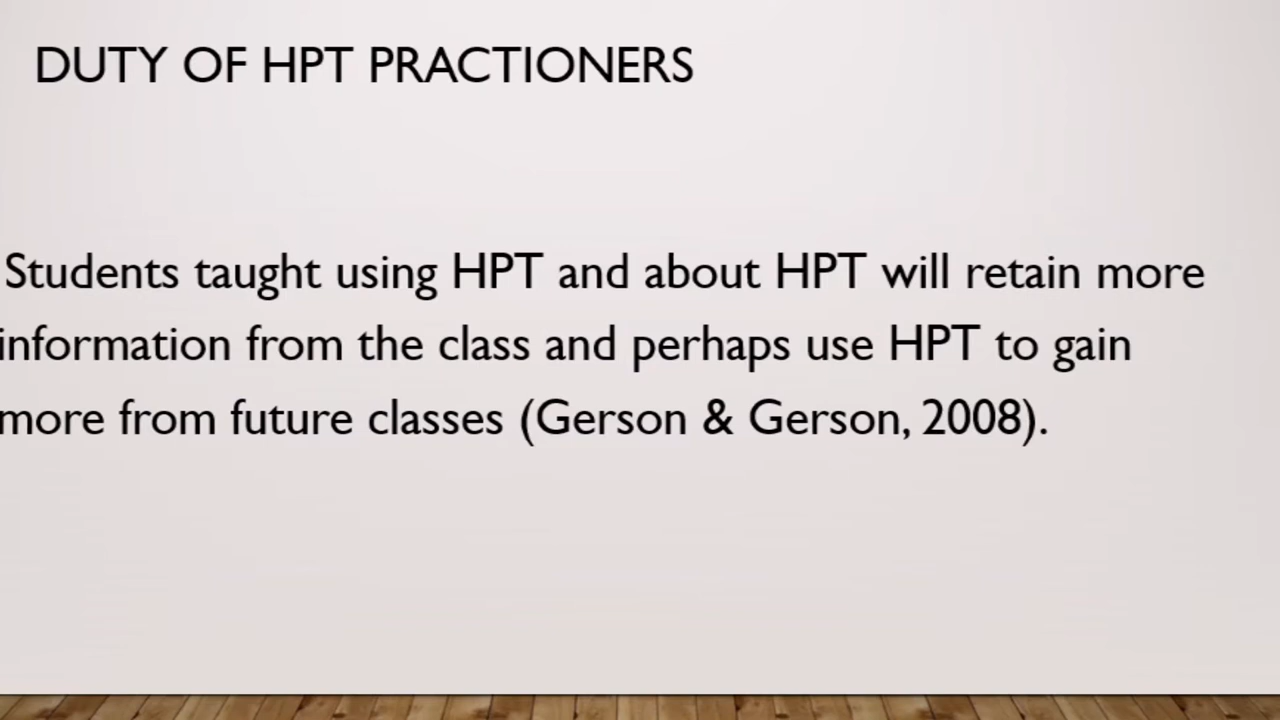 DUTY OF HPT PRACTIONERS
Students taught using HPT and about HPT will retain more
information from the class and perhaps use HPT to gain
more from future classes (Gerson & Gerson, 2008).